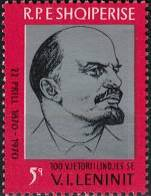 R.P.E SHQIPERISE
22 PRILL 1870-1970
100 VJETORI I LINDJES SE
V.I. LENINIT
5q